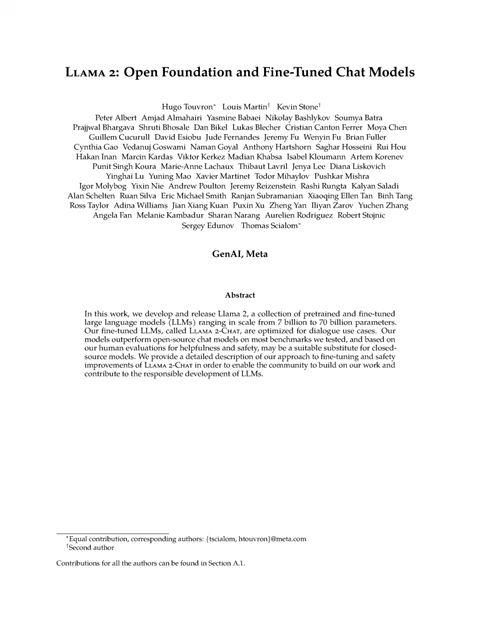 Llama 2: Open Foundation and Fine-Tuned Chat Models
Hugo Touvron∗ Louis Martin† Kevin Stone†
Peter Albert Amjad Almahairi Yasmine Babaei Nikolay Bashlykov Soumya Batra
Prajjwal Bhargava Shruti Bhosale Dan Bikel Lukas Blecher Cristian Canton Ferrer Moya Chen
Guillem Cucurull David Esiobu Jude Fernandes Jeremy Fu Wenyin Fu Brian Fuller
Cynthia Gao Vedanuj Goswami Naman Goyal Anthony Hartshorn Saghar Hosseini Rui Hou
Hakan Inan Marcin Kardas Viktor Kerkez Madian Khabsa Isabel Kloumann Artem Korenev
Punit Singh Koura Marie-Anne Lachaux Thibaut Lavril Jenya Lee Diana Liskovich
Yinghai Lu Yuning Mao Xavier Martinet Todor Mihaylov Pushkar Mishra
Igor Molybog Yixin Nie Andrew Poulton Jeremy Reizenstein Rashi Rungta Kalyan Saladi
Alan Schelten Ruan Silva Eric Michael Smith Ranjan Subramanian Xiaoqing Ellen Tan Binh Tang
Ross Taylor Adina Williams Jian Xiang Kuan Puxin Xu Zheng Yan Iliyan Zarov Yuchen Zhang
Angela Fan Melanie Kambadur Sharan Narang Aurelien Rodriguez Robert Stojnic
Sergey Edunov Thomas Scialom∗
GenAI, Meta
Abstract
In this work, we develop and release Llama 2, a collection of pretrained and fine-tuned
large language models (LLMs) ranging in scale from 7 billion to 70 billion parameters.
Our fine-tuned LLMs, called Llama 2-Chat, are optimized for dialogue use cases. Our
models outperform open-source chat models on most benchmarks we tested, and based on
our human evaluations for helpfulness and safety, may be a suitable substitute for closed-
source models. We provide a detailed description of our approach to fine-tuning and safety
improvements of Llama 2-Chat in order to enable the community to build on our work and
contribute to the responsible development of LLMs.
∗Equal contribution, corresponding authors: {tscialom, htouvron}@meta.com
†Second author
Contributions for all the authors can be found in Section A.1.